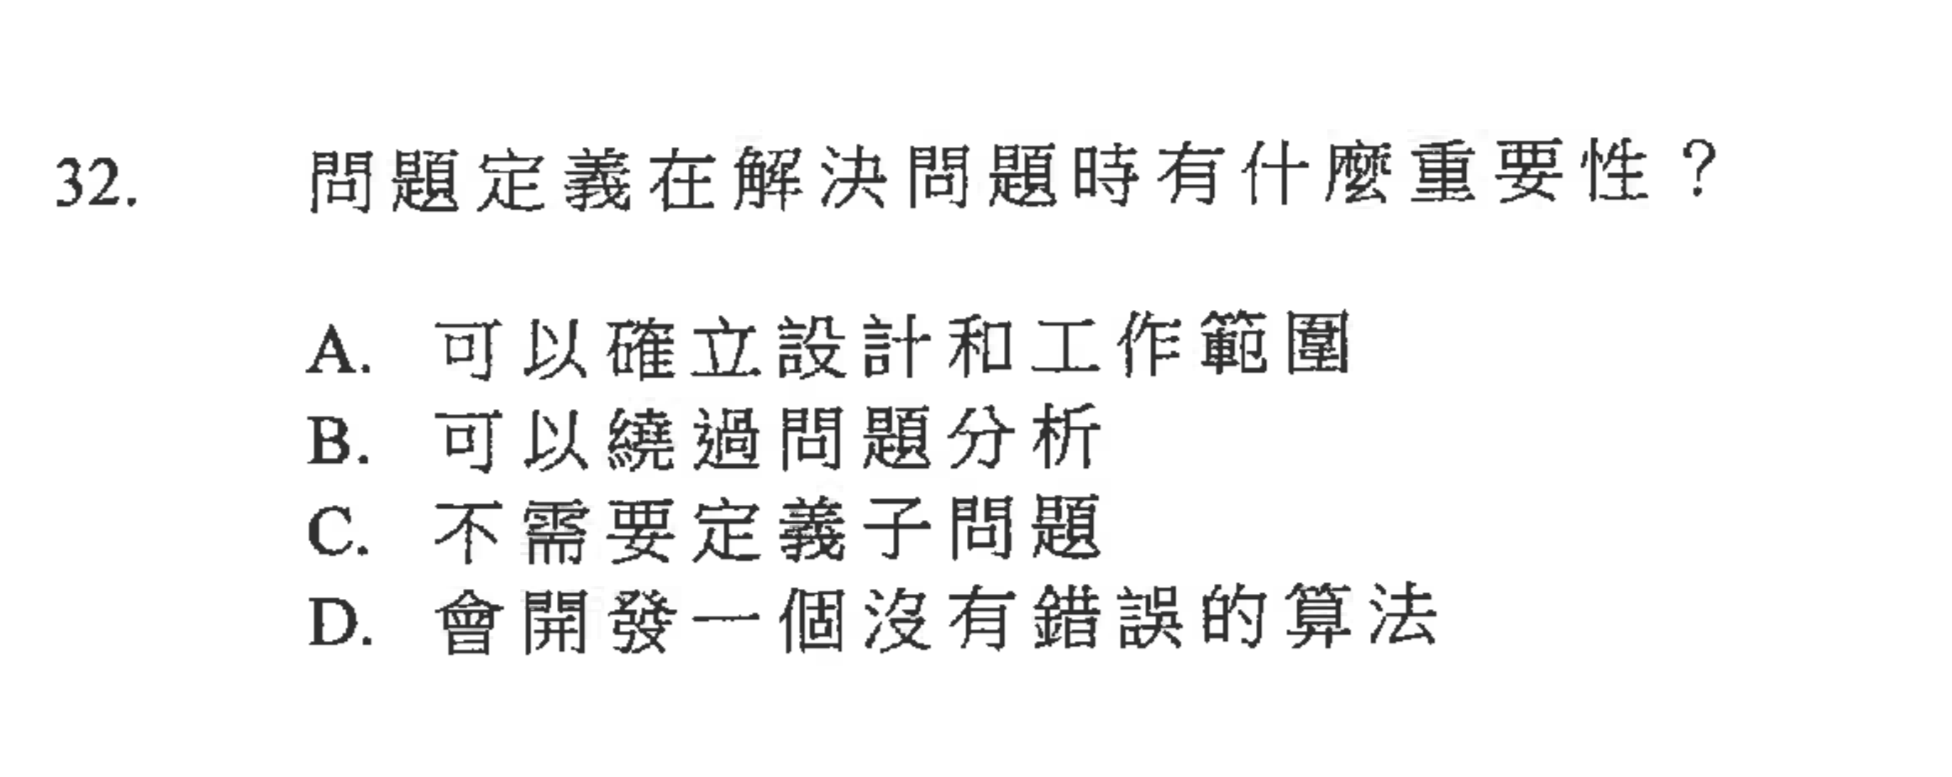 32. 問題定義在解決問題時有什麼重要性？
A. 可以確立設計和工作範圍
B. 可以繞過問題分析
C. 不需要定義子問題
D. 會開發一個沒有錯誤的算法